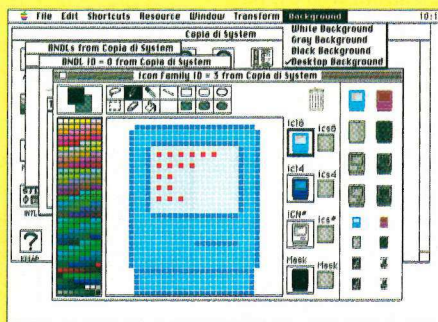 File Edit Shortcuts Resource Window Transform Background 10:1
White Background
Gray Background
Black Background
✓Desktop Background
Copia di System
BNDLs from Copia di System
BNDL ID = 0 from Copia di System
Icon Family ID = 3 from Copia di System
icl8 ics8
icl4 ics4
ICN# ics#
Mask Mask
INTL
KMAP